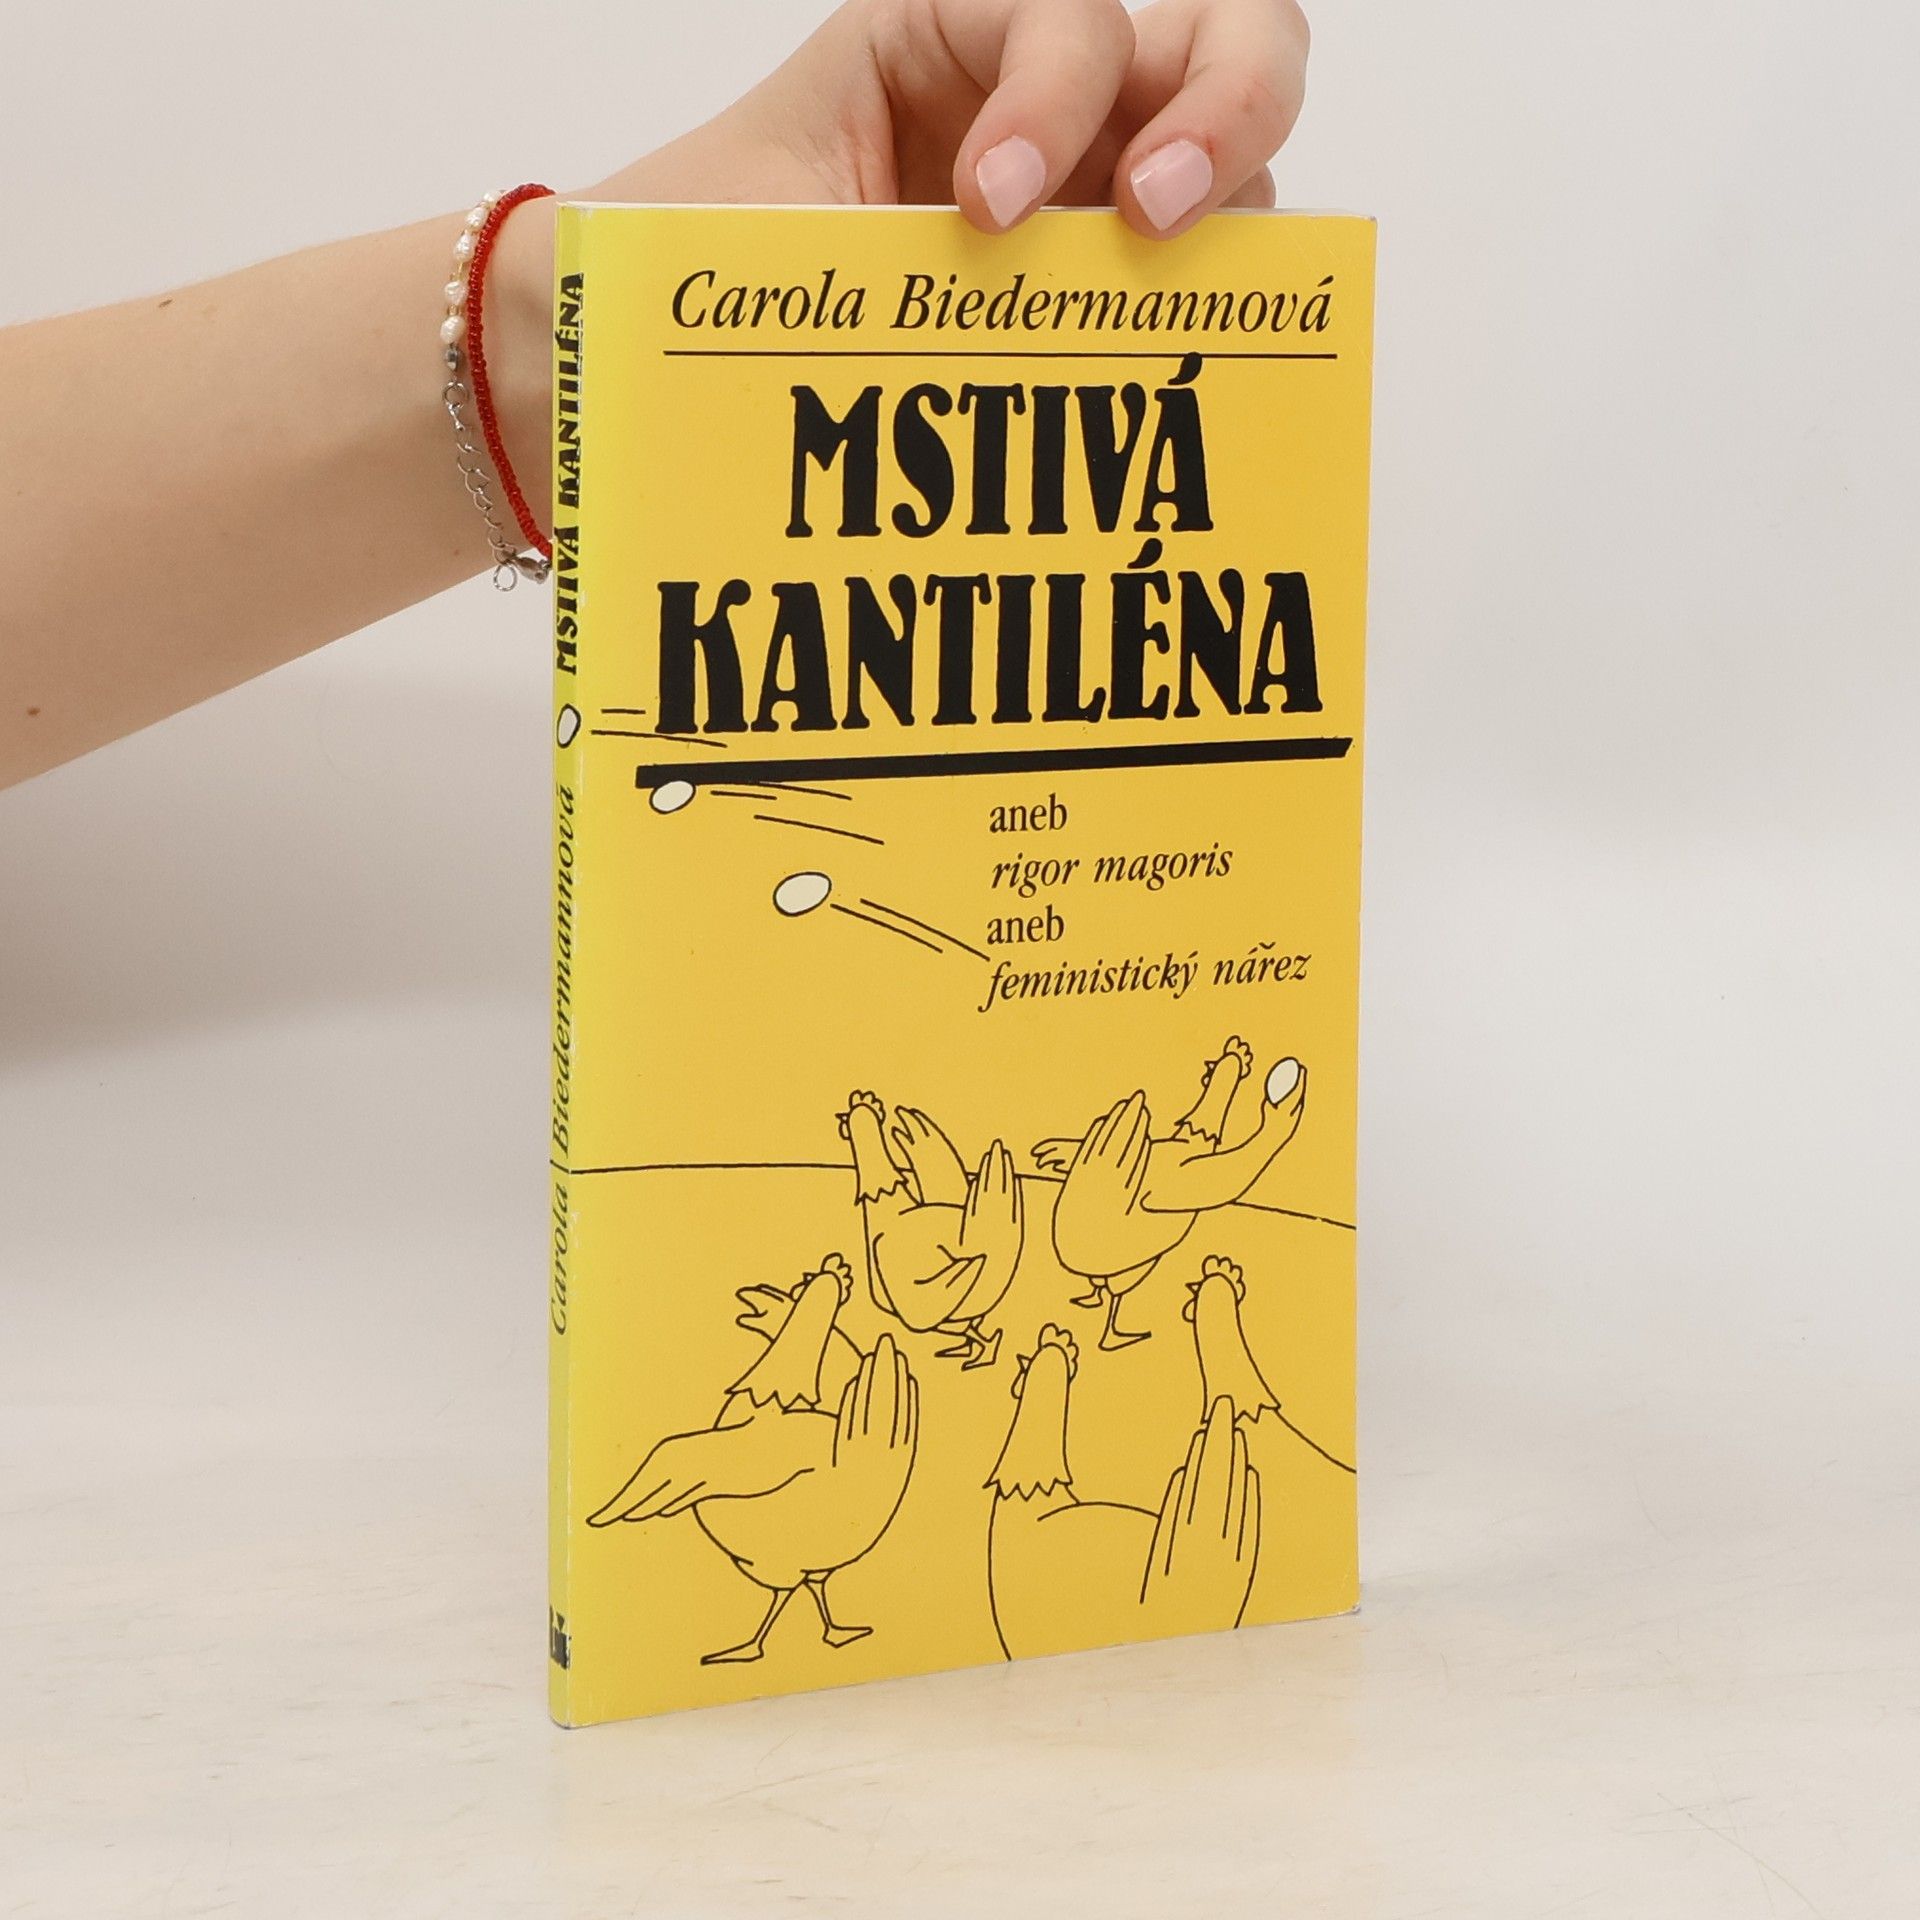 Carola Biedermannová
MSTIVÁ
KANTILÉNA
aneb
rigor magoris
aneb
feministický nářez
Carola Biedermannová MSTIVÁ KANTILÉNA